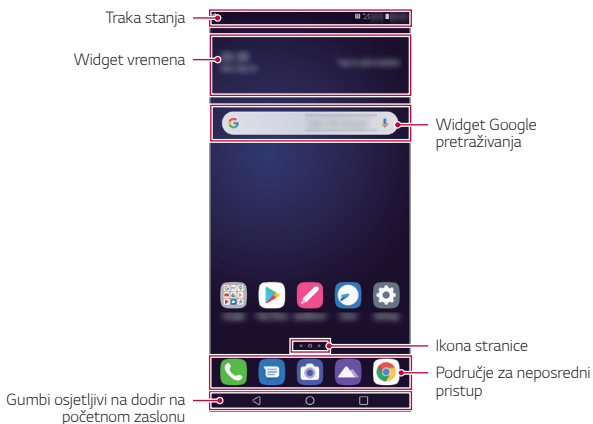 Traka stanja
Widget vremena
Widget Google
pretraživanja
Ikona stranice
Područje za neposredni
pristup
Gumbi osjetljivi na dodir na
početnom zaslonu